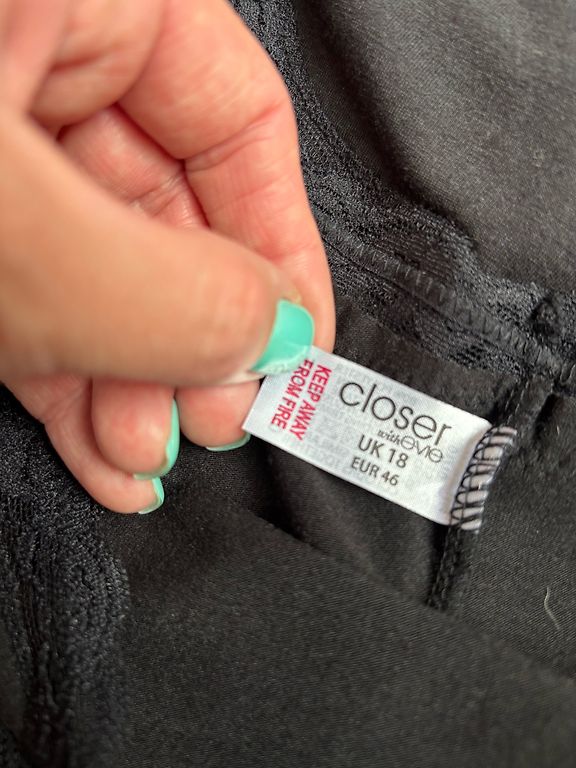 closer
with evie
UK 18
EUR 46
KEEP AWAY
FROM FIRE